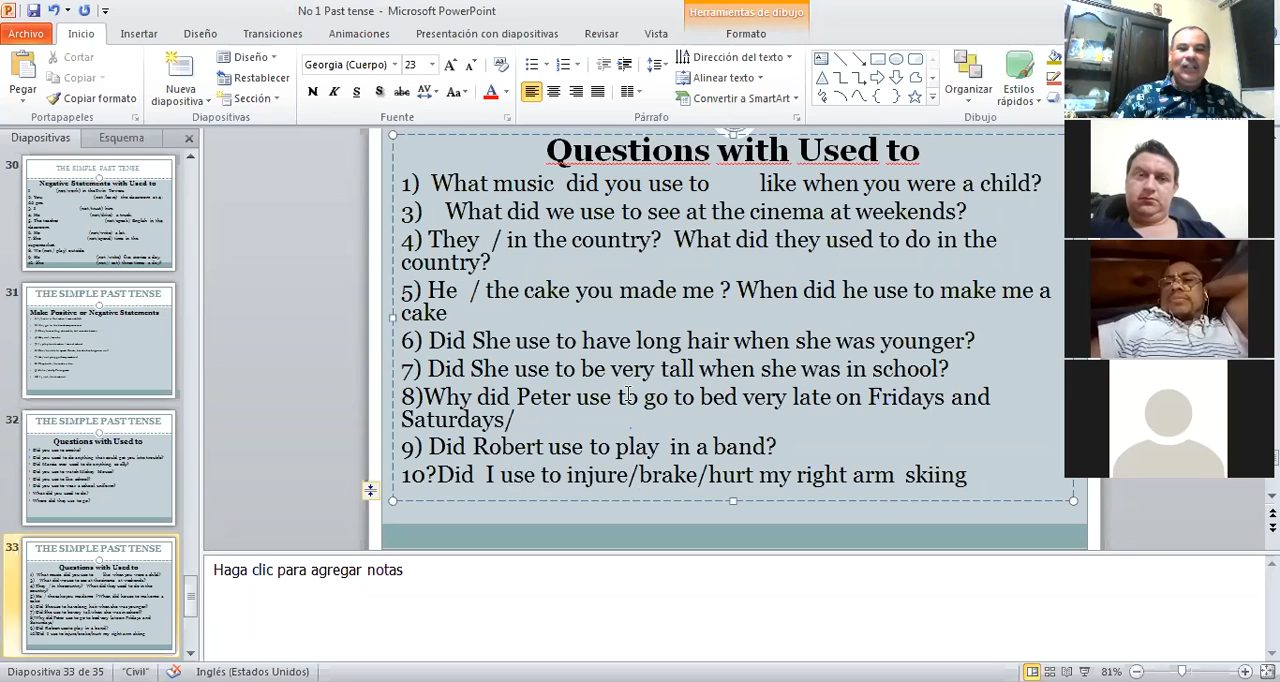 No 1 Past tense - Microsoft PowerPoint
Herramientas de dibujo
Archivo Inicio Insertar Diseño Transiciones Animaciones Presentación con diapositivas Revisar Vista Formato
Pegar
Cortar
Copiar
Copiar formato
Portapapeles
Nueva diapositiva
Diseño
Restablecer
Sección
Diapositivas
Georgia (Cuerpo) 23
Fuente
Párrafo
Dirección del texto
Alinear texto
Convertir a SmartArt
Organizar
Estilos rápidos
Dibujo
Diapositivas Esquema
30
THE SIMPLE PAST TENSE
Negative Statements with Used to
31
THE SIMPLE PAST TENSE
Make Positive or Negative Statements
32
THE SIMPLE PAST TENSE
Questions with Used to
33
THE SIMPLE PAST TENSE
Questions with Used to
Questions with Used to
1) What music did you use to like when you were a child?
3) What did we use to see at the cinema at weekends?
4) They / in the country? What did they used to do in the
country?
5) He / the cake you made me ? When did he use to make me a
cake
6) Did She use to have long hair when she was younger?
7) Did She use to be very tall when she was in school?
8)Why did Peter use to go to bed very late on Fridays and
Saturdays/
9) Did Robert use to play in a band?
10?Did I use to injure/brake/hurt my right arm skiing
Haga clic para agregar notas
Diapositiva 33 de 35 "Civil" Inglés (Estados Unidos) 81%